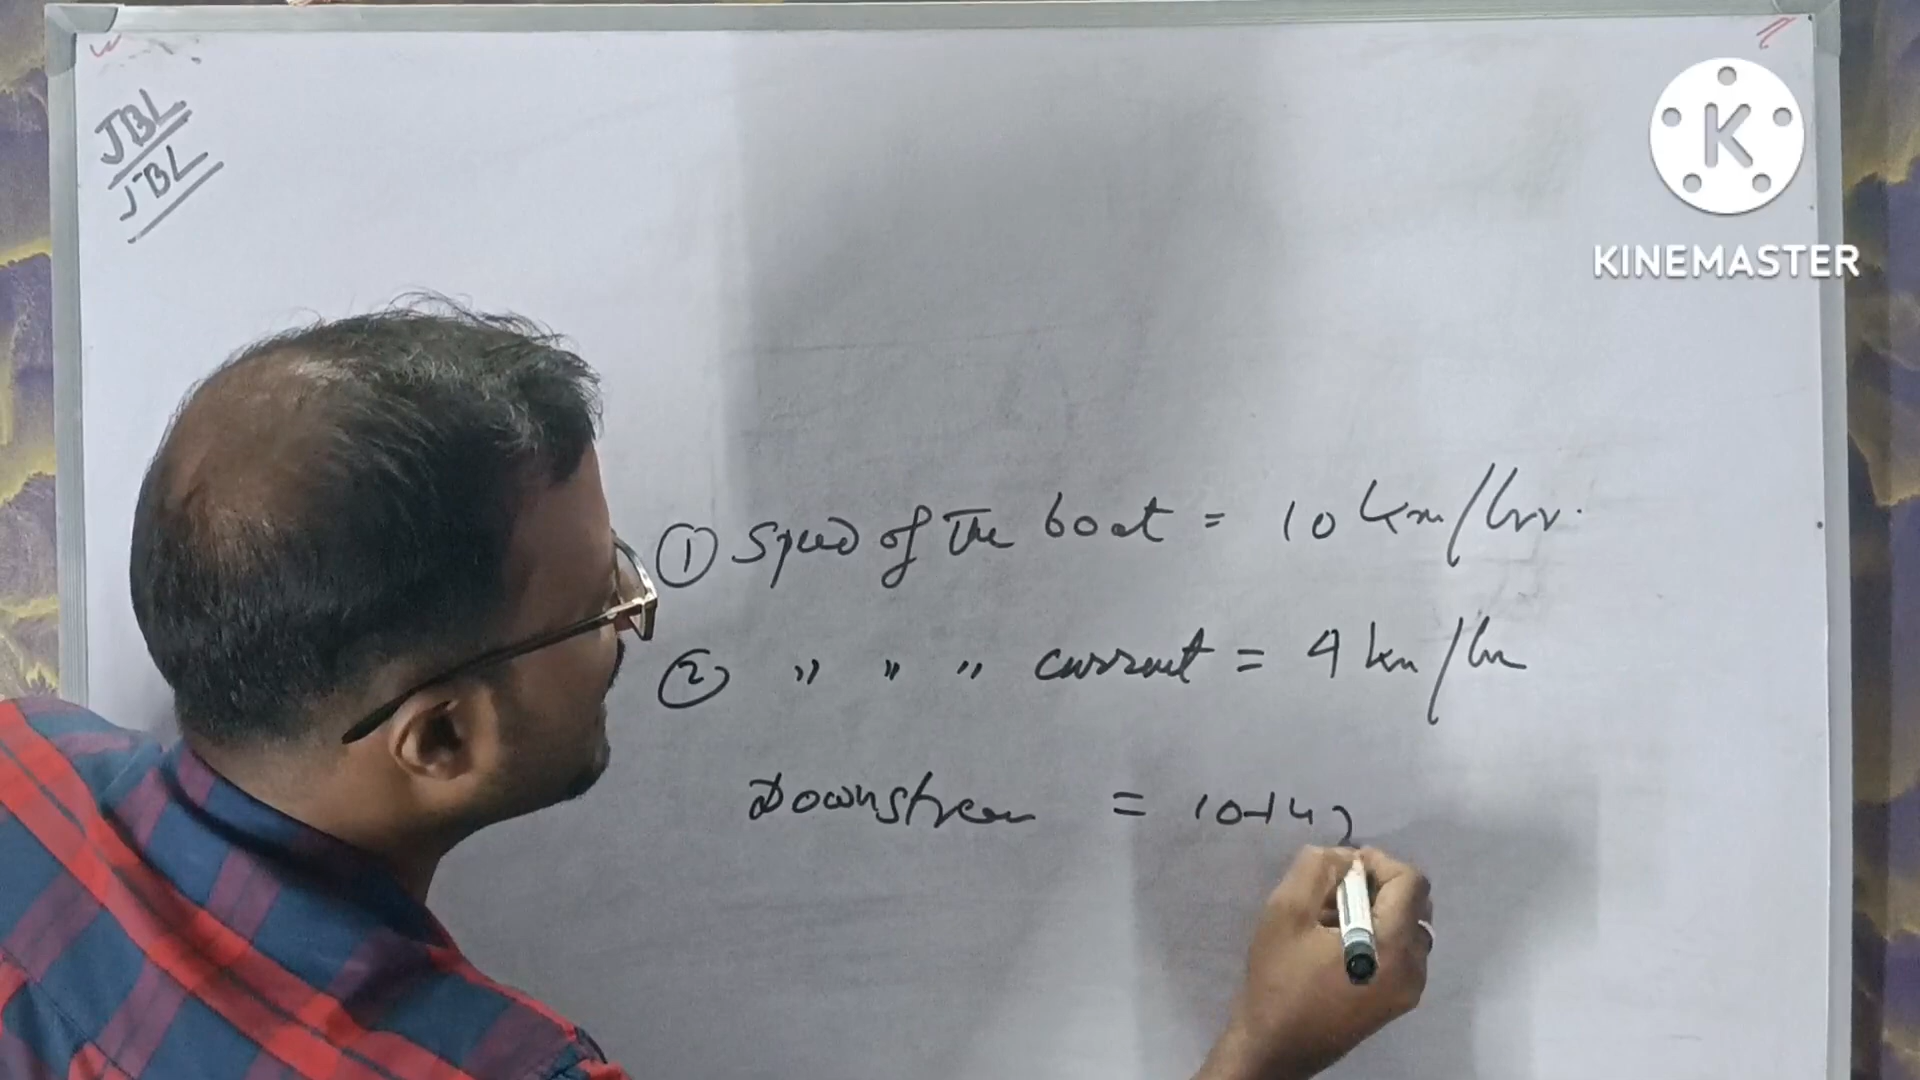 JBL
JBL
K
KINEMASTER
① Speed of The boat = 10 km/hr.
② " " " current = 4 km/hr
Downstream = 10+4